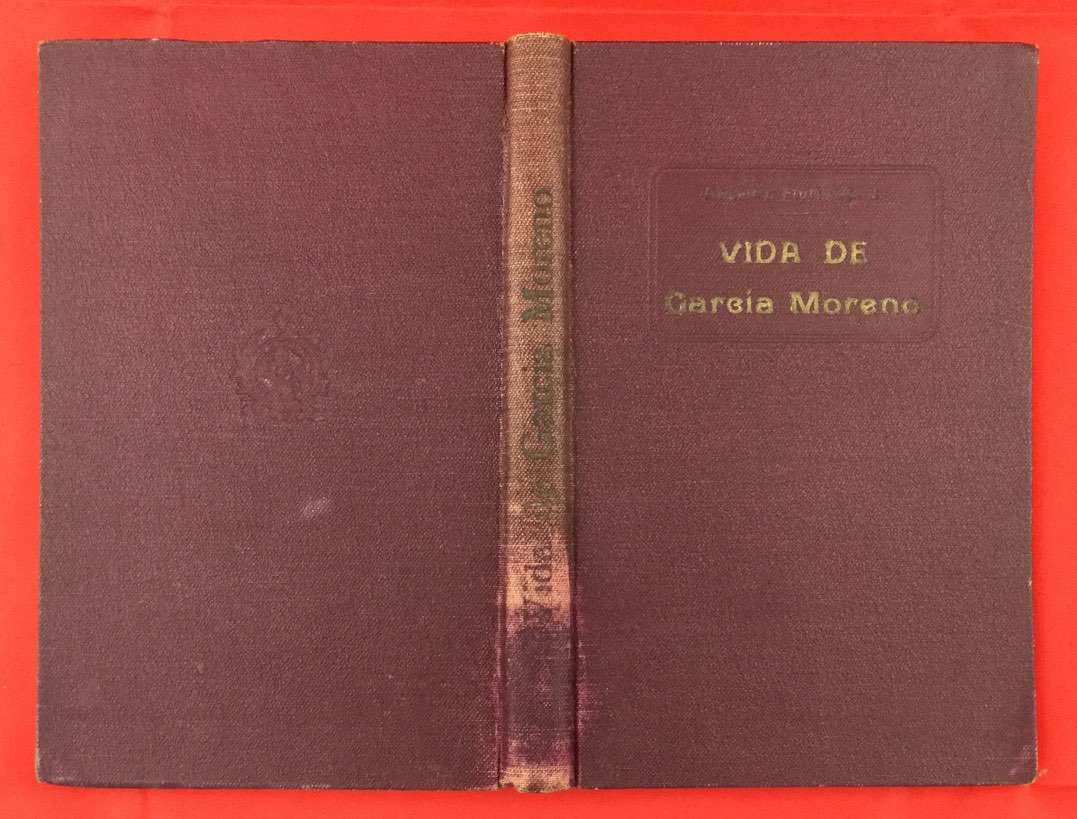 VIDA DE
García Moreno
Vida de García Moreno